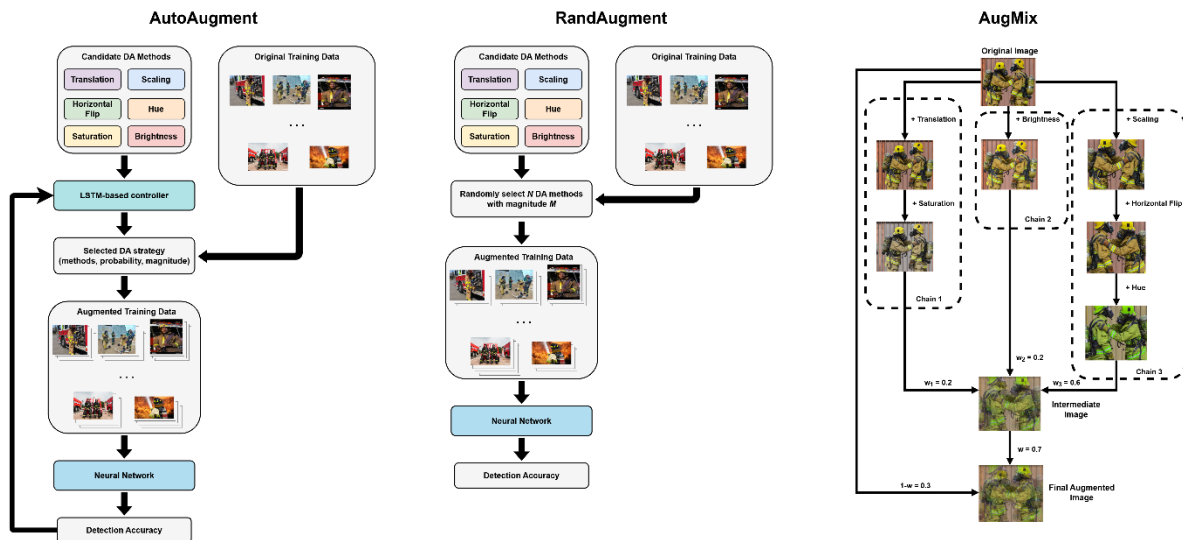 AutoAugment
Candidate DA Methods
Translation
Scaling
Horizontal
Flip
Hue
Saturation
Brightness
Original Training Data
...
LSTM-based controller
Selected DA strategy
(methods, probability, magnitude)
Augmented Training Data
...
Neural Network
Detection Accuracy
RandAugment
Candidate DA Methods
Translation
Scaling
Horizontal
Flip
Hue
Saturation
Brightness
Original Training Data
...
Randomly select N DA methods
with magnitude M
Augmented Training Data
...
Neural Network
Detection Accuracy
AugMix
Original Image
+ Translation
+ Brightness
+ Scaling
+ Saturation
Chain 2
+ Horizontal Flip
+ Hue
Chain 1
w₂ = 0.2
Chain 3
w₁ = 0.2
w₃ = 0.6
Intermediate
Image
w = 0.7
1-w = 0.3
Final Augmented
Image